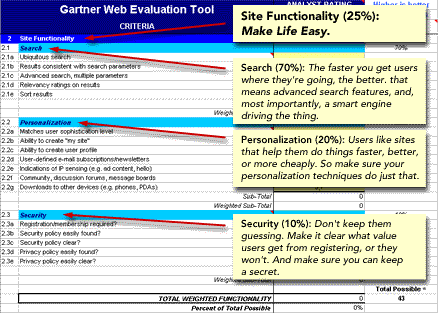 Gartner Web Evaluation Tool
ANALYST RATING
Higher is better
CRITERIA
Site Functionality (25%):
Make Life Easy.
2 Site Functionality
2.1 Search 70%
2.1a Ubiquitous search
2.1b Results consistent with search parameters
2.1c Advanced search, multiple parameters
2.1d Relevancy ratings on results
2.1e Sort results
Search (70%): The faster you get users
where they're going, the better. that
means advanced search features, and,
most importantly, a smart engine
driving the thing.
2.2 Personalization
2.2a Matches user sophistication level
2.2b Ability to create "my site"
2.2c Ability to create user profile
2.2d User-defined e-mail subscriptions/newsletters
2.2e Indications of IP sensing (e.g. ed content, hello)
2.2f Community, discussion forums, message boards
2.2g Downloads to other devices (e.g. phones, PDAs)
Personalization (20%): Users like sites
that help them do things faster, better,
or more cheaply. So make your
personalization techniques do just that.
Sub-Total 0
Weighted Sub-Total 0
2.3 Security
2.3a Registration/membership required?
2.3b Security policy easily found?
2.3c Security policy clear?
2.3d Privacy policy easily found?
2.3e Privacy policy easily clear?
Security (10%): Don't keep them
guessing. Make it clear what value
users get from registering, or they
won't. And make sure you can keep
a secret.
Total Possible =
TOTAL WEIGHTED FUNCTIONALITY 0 43
Percent of Total Possible 0%